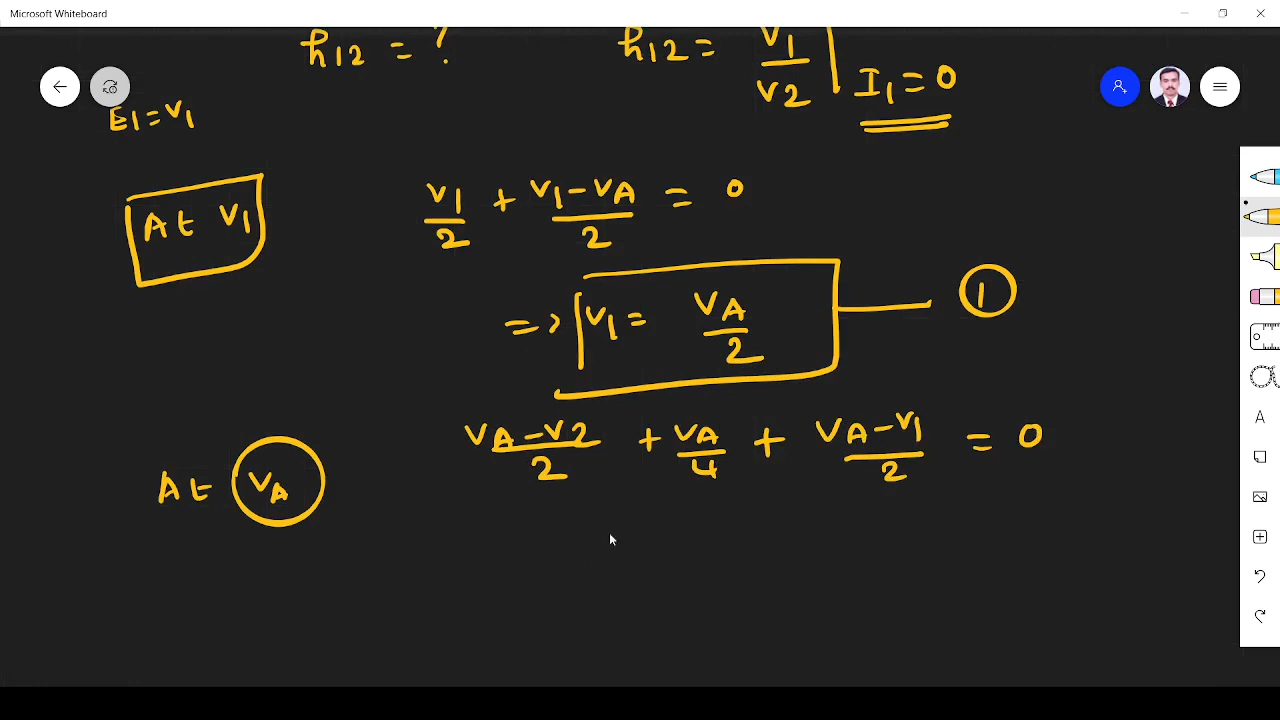 Microsoft Whiteboard
h12 = ?
h12 = V1/V2 | I1 = 0
E1 = V1
At V1
V1/2 + V1-VA/2 = 0
=> V1 = VA/2 — 1
At VA
VA-V2/2 + VA/4 + VA-V1/2 = 0
A